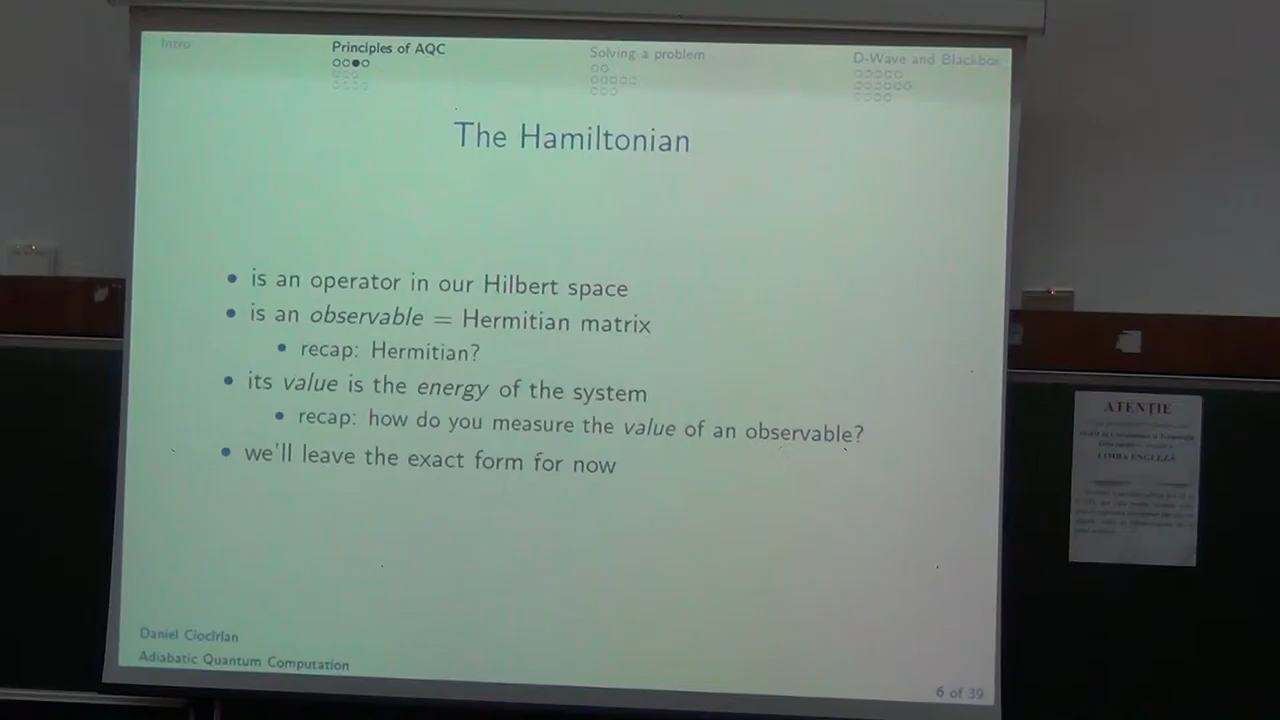 Intro
Principles of AQC
Solving a problem
D-Wave and Blackbox
The Hamiltonian
• is an operator in our Hilbert space
• is an observable = Hermitian matrix
• recap: Hermitian?
• its value is the energy of the system
• recap: how do you measure the value of an observable?
• we'll leave the exact form for now
Daniel Ciocîrlan
Adiabatic Quantum Computation
6 of 39
ATENȚIE
LIMBA ENGLEZĂ